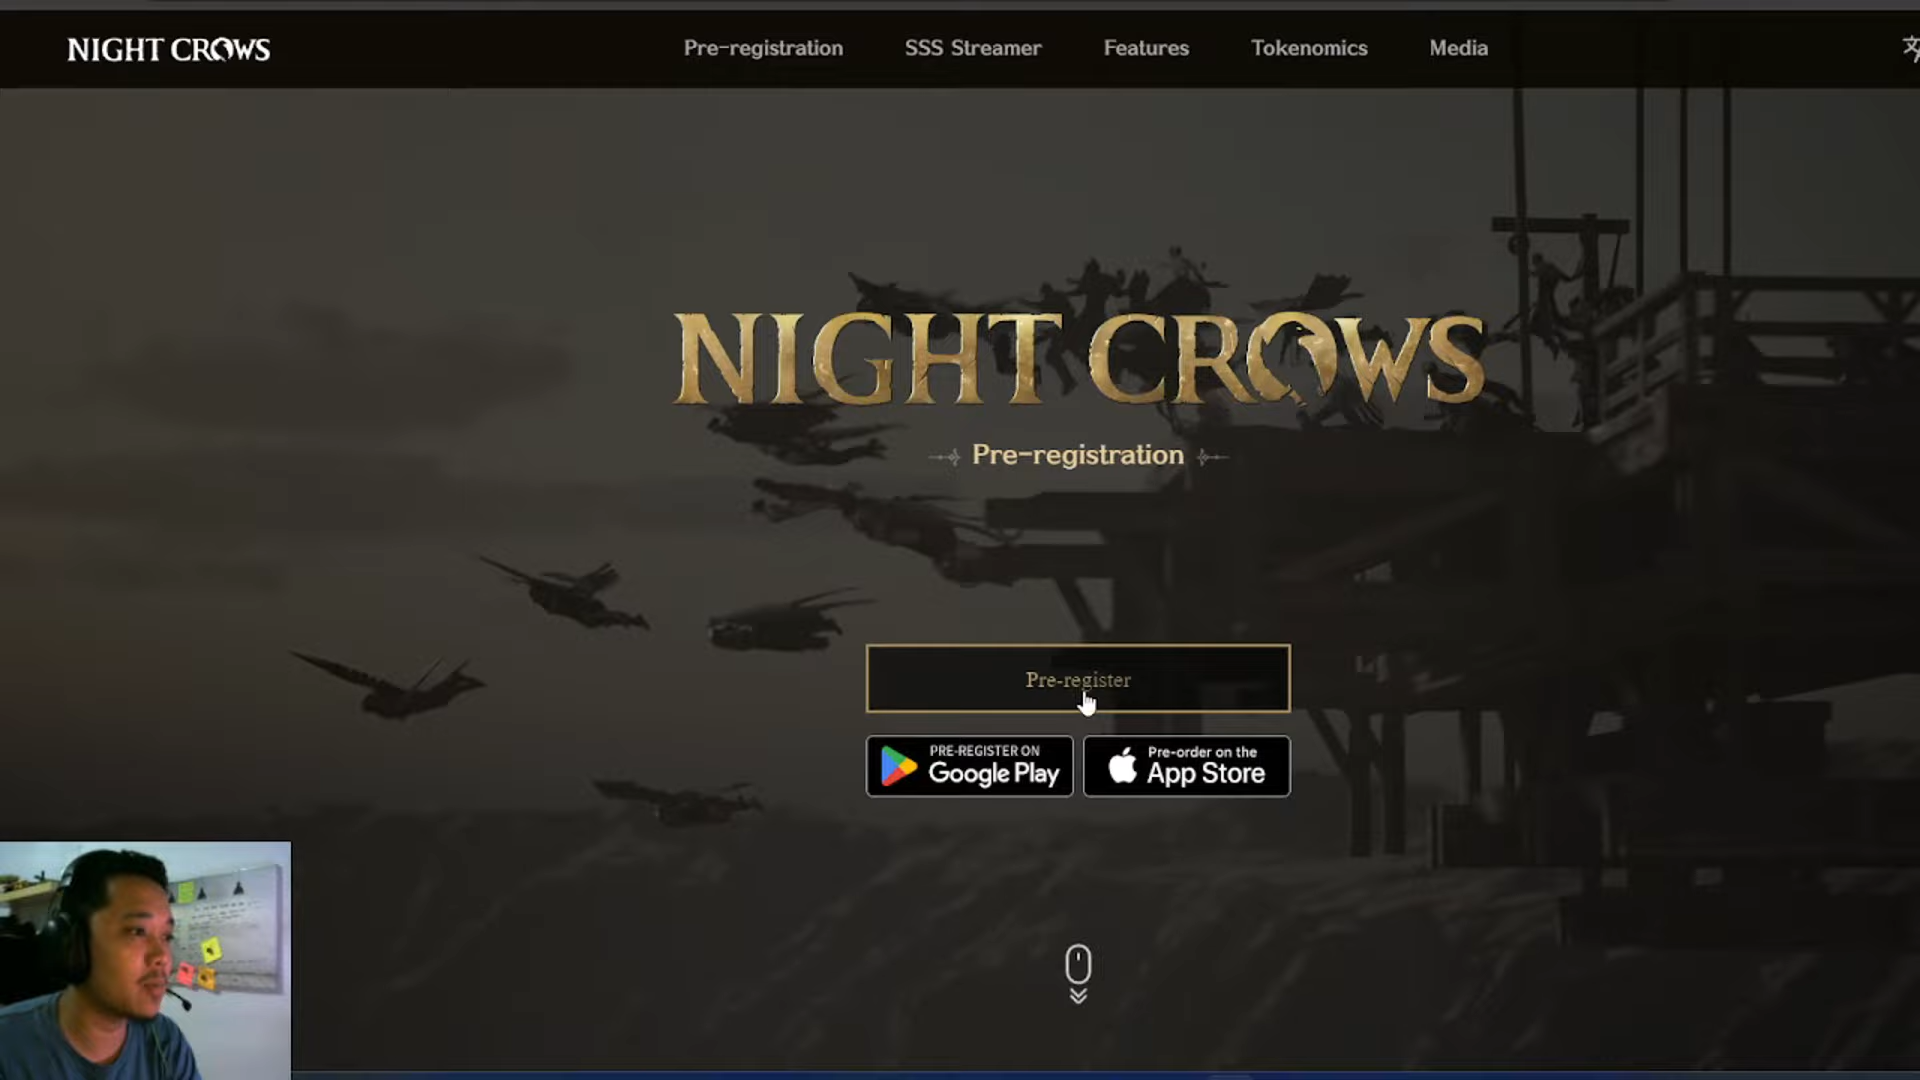 NIGHT CROWS
Pre-registration
SSS Streamer
Features
Tokenomics
Media
NIGHT CROWS
Pre-registration
Pre-register
PRE-REGISTER ON
Google Play
Pre-order on the
App Store